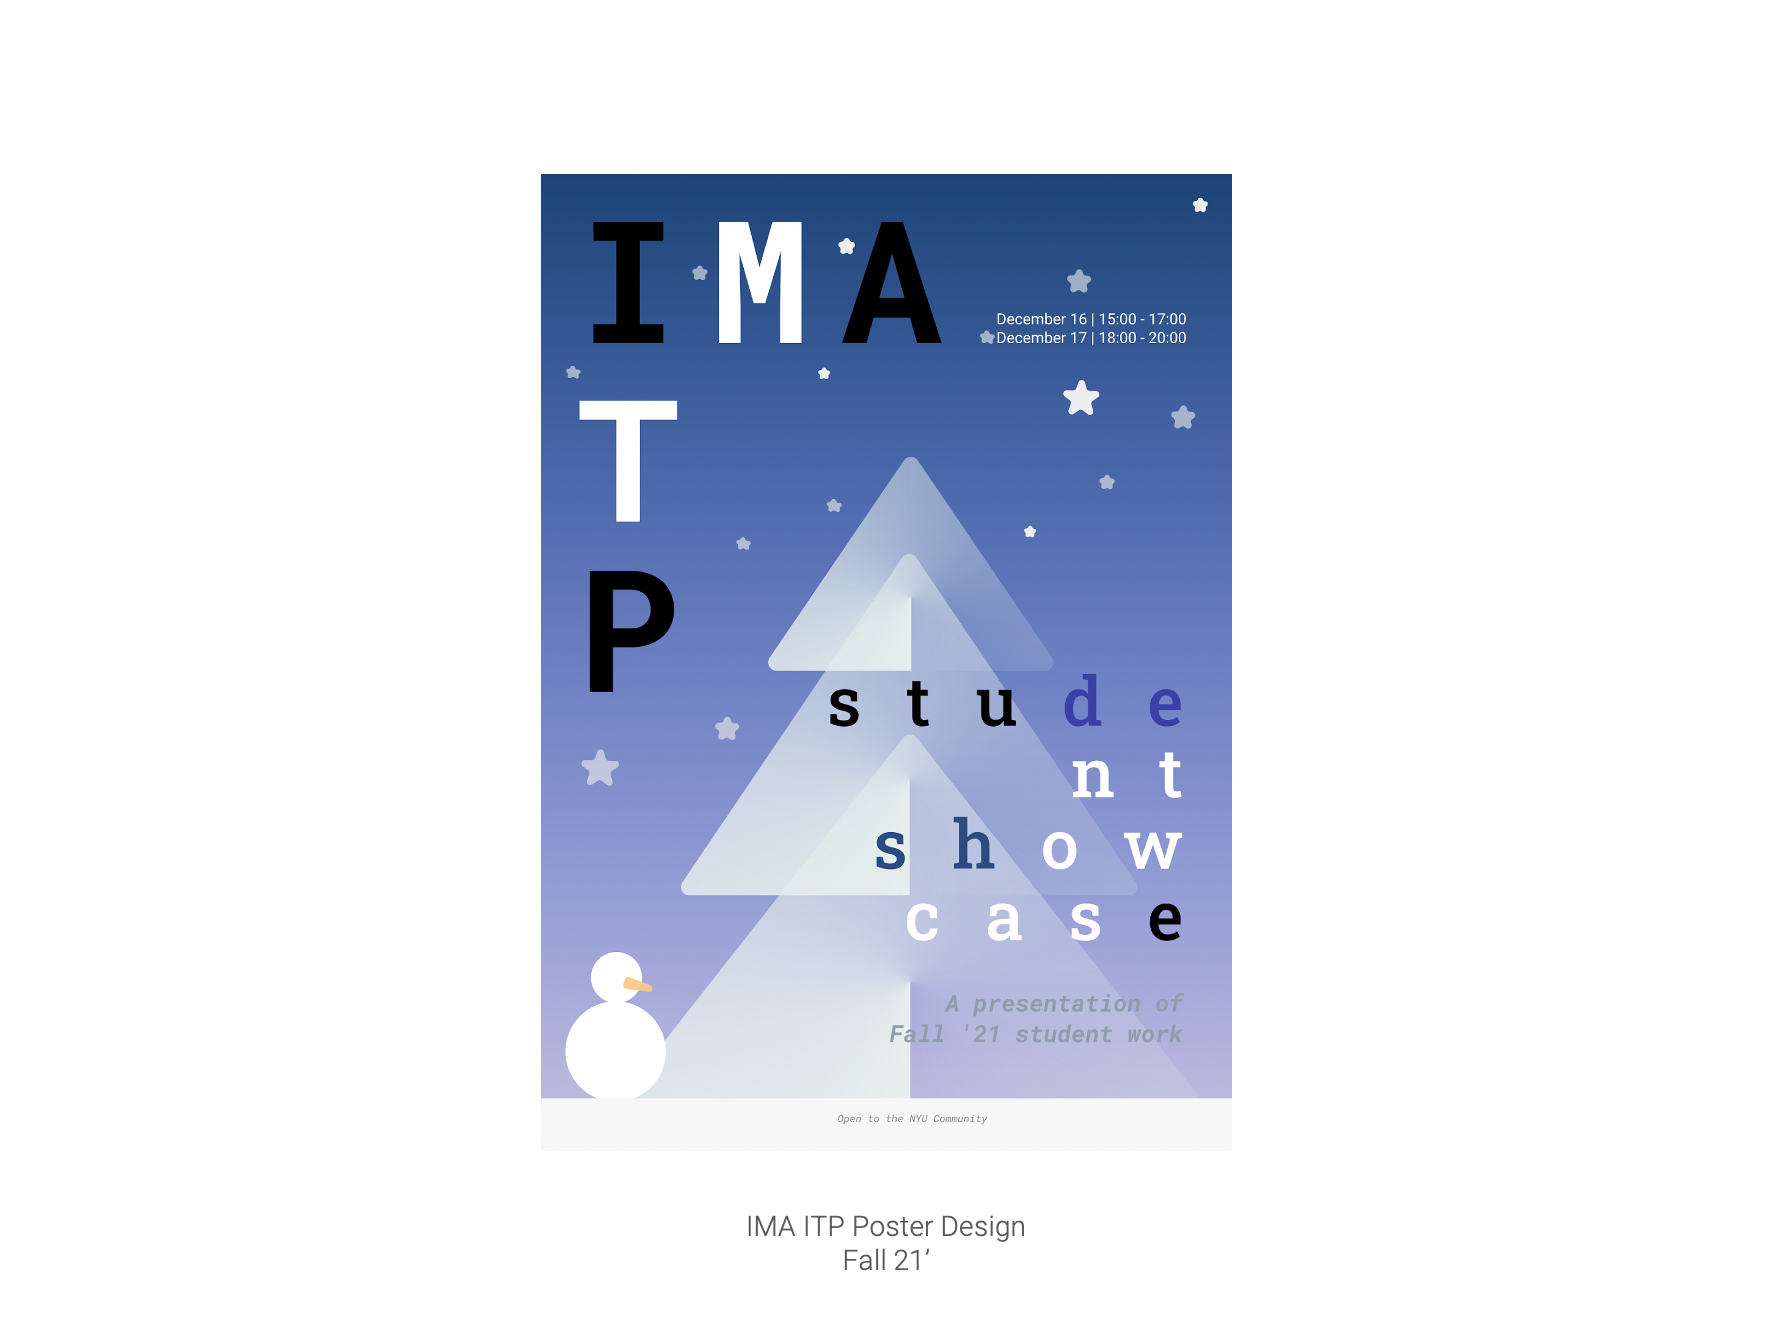 I M A
December 16 | 15:00 - 17:00
December 17 | 18:00 - 20:00
T
P
s t u d e
n t
s h o w
c a s e
A presentation of
Fall '21 student work
Open to the NYU Community
IMA ITP Poster Design
Fall 21’